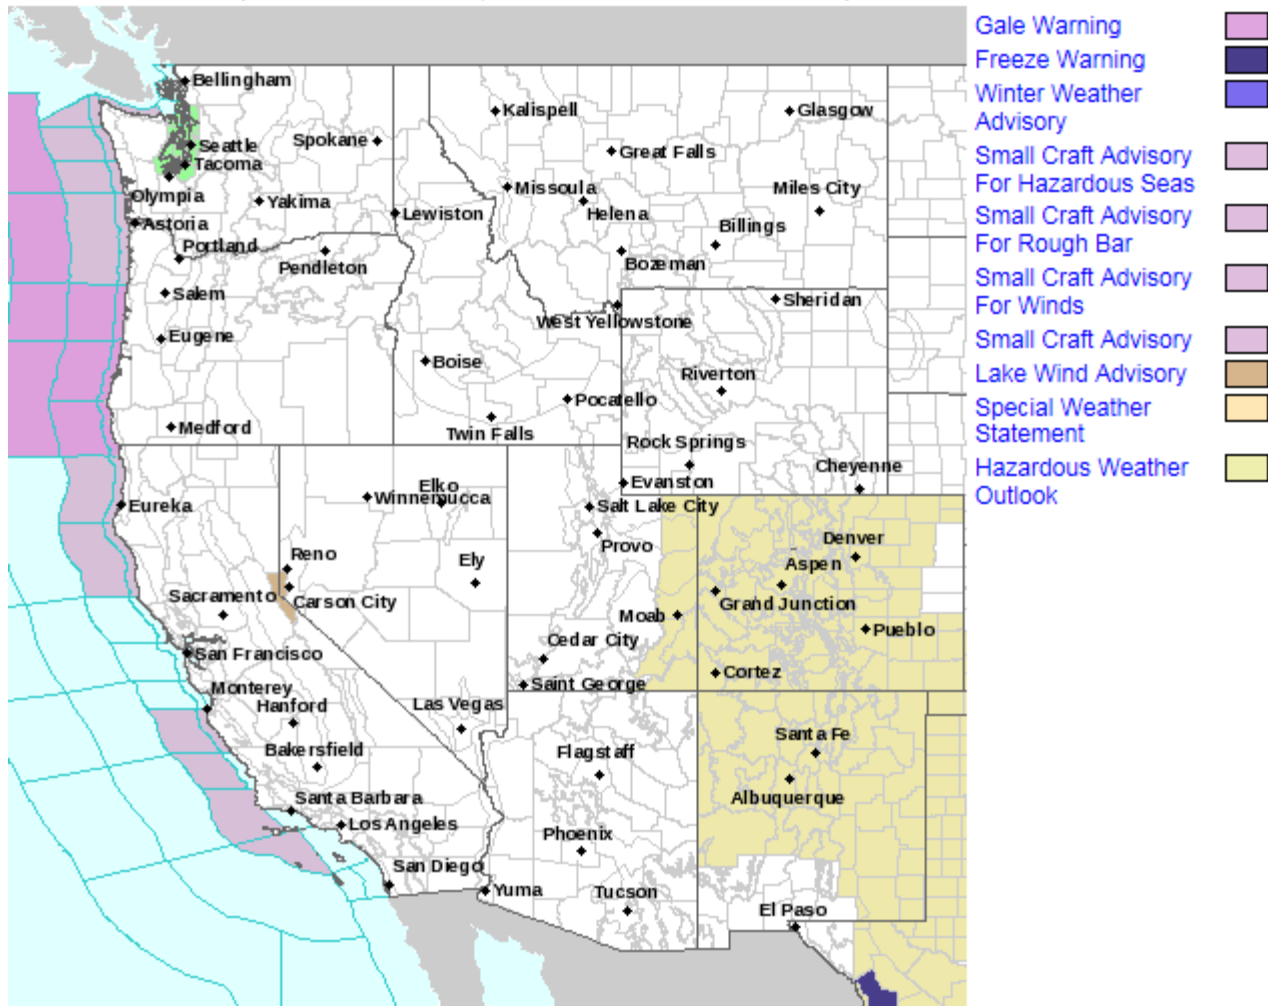 Gale Warning
Freeze Warning
Winter Weather
Advisory
Small Craft Advisory
For Hazardous Seas
Small Craft Advisory
For Rough Bar
Small Craft Advisory
For Winds
Small Craft Advisory
Lake Wind Advisory
Special Weather
Statement
Hazardous Weather
Outlook
Bellingham
Kalispell
Glasgow
Seattle
Spokane
Great Falls
Tacoma
Olympia
Missoula
Miles City
Yakima
Helena
Lewiston
Astoria
Billings
Portland
Pendleton
Bozeman
Salem
Sheridan
West Yellowstone
Eugene
Boise
Riverton
Pocatello
Medford
Twin Falls
Rock Springs
Cheyenne
Evanston
Elko
Winnemucca
Eureka
Salt Lake City
Provo
Denver
Reno
Ely
Aspen
Sacramento
Carson City
Grand Junction
Moab
Pueblo
Cedar City
San Francisco
Cortez
Saint George
Monterey
Hanford
Las Vegas
Santa Fe
Bakersfield
Flagstaff
Albuquerque
Santa Barbara
Los Angeles
Phoenix
San Diego
Yuma
Tucson
El Paso